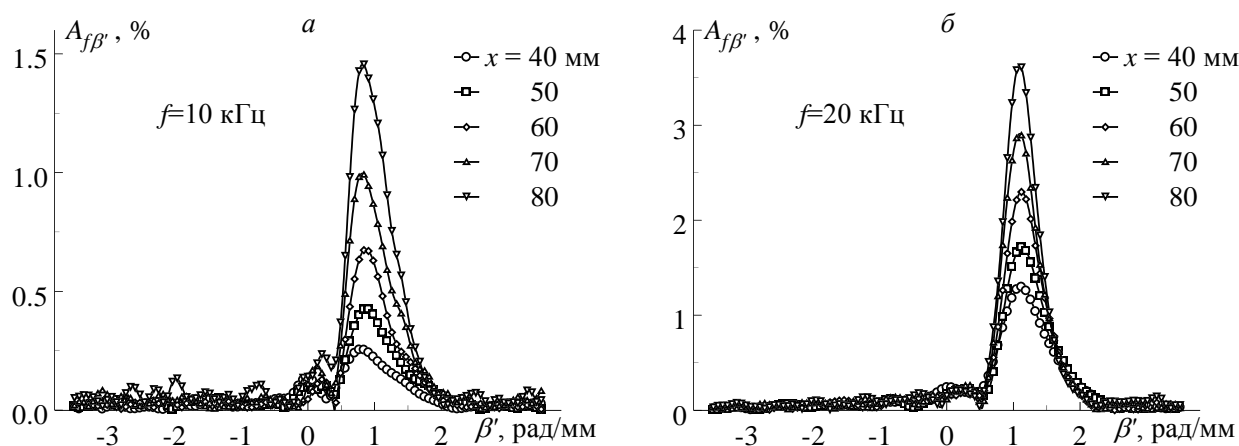 A_{fβ'}, %
а
x = 40 мм
50
60
70
80
f=10 кГц
1.5
1.0
0.5
0.0
-3 -2 -1 0 1 2 β', рад/мм
A_{fβ'}, %
б
x = 40 мм
50
60
70
80
f=20 кГц
4
3
2
1
0
-3 -2 -1 0 1 2 β', рад/мм